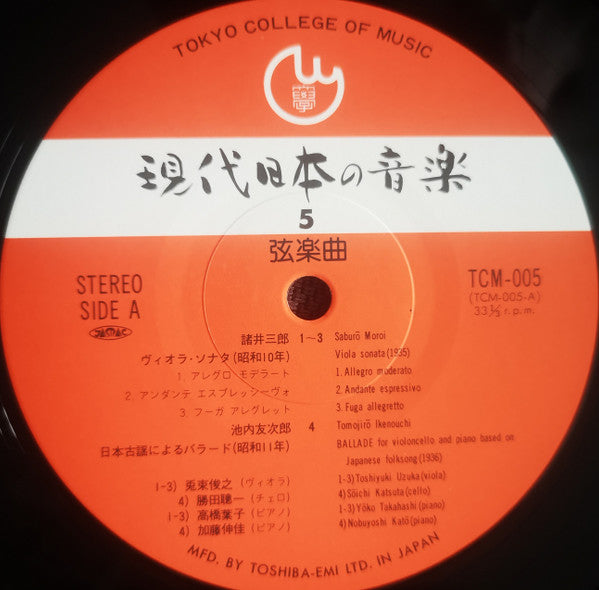 TOKYO COLLEGE OF MUSIC
現代日本の音楽
5
弦楽曲
STEREO
SIDE A
JASRAC
TCM-005
(TCM-005-A)
33 1/3 r.p.m.
諸井三郎 1~3 Saburō Moroi
ヴィオラ・ソナタ(昭和10年) Viola sonata(1935)
1. アレグロ モデラート 1. Allegro moderato
2. アンダンテ エスプレッシーヴォ 2. Andante espressivo
3. フーガ アレグレット 3. Fuga allegretto
池内友次郎 4 Tomojirō Ikenouchi
日本古謡によるバラード(昭和11年) BALLADE for violoncello and piano based on
Japanese folksong(1936)
1-3) 兎束俊之(ヴィオラ) 1-3) Toshiyuki Uzuka(viola)
4) 勝田聰一(チェロ) 4) Sōichi Katsuta(cello)
1-3) 高橋葉子(ピアノ) 1-3) Yōko Takahashi(piano)
4) 加藤伸佳(ピアノ) 4) Nobuyoshi Katō(piano)
MFD. BY TOSHIBA-EMI LTD. IN JAPAN